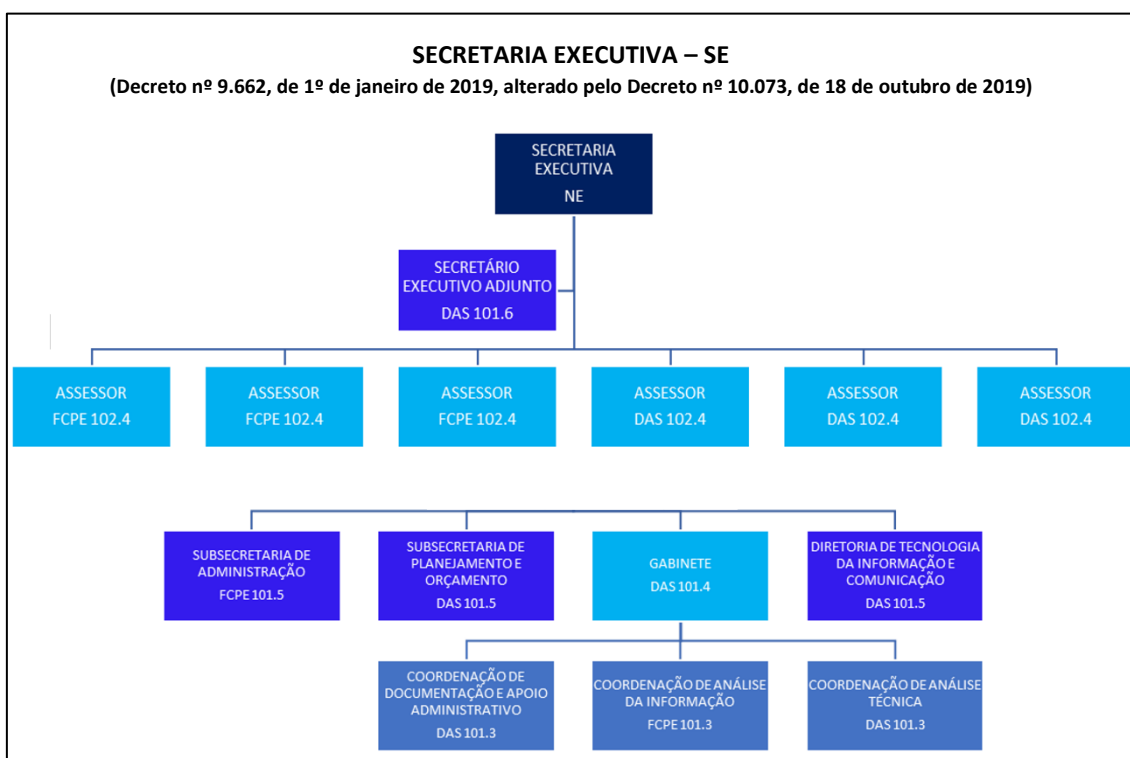 SECRETARIA EXECUTIVA – SE
(Decreto nº 9.662, de 1º de janeiro de 2019, alterado pelo Decreto nº 10.073, de 18 de outubro de 2019)
SECRETARIA
EXECUTIVA
NE
SECRETÁRIO
EXECUTIVO ADJUNTO
DAS 101.6
ASSESSOR
FCPE 102.4
ASSESSOR
FCPE 102.4
ASSESSOR
FCPE 102.4
ASSESSOR
DAS 102.4
ASSESSOR
DAS 102.4
ASSESSOR
DAS 102.4
SUBSECRETARIA DE
ADMINISTRAÇÃO
FCPE 101.5
SUBSECRETARIA DE
PLANEJAMENTO E
ORÇAMENTO
DAS 101.5
GABINETE
DAS 101.4
DIRETORIA DE TECNOLOGIA
DA INFORMAÇÃO E
COMUNICAÇÃO
DAS 101.5
COORDENAÇÃO DE
DOCUMENTAÇÃO E APOIO
ADMINISTRATIVO
DAS 101.3
COORDENAÇÃO DE ANÁLISE
DA INFORMAÇÃO
FCPE 101.3
COORDENAÇÃO DE ANÁLISE
TÉCNICA
DAS 101.3